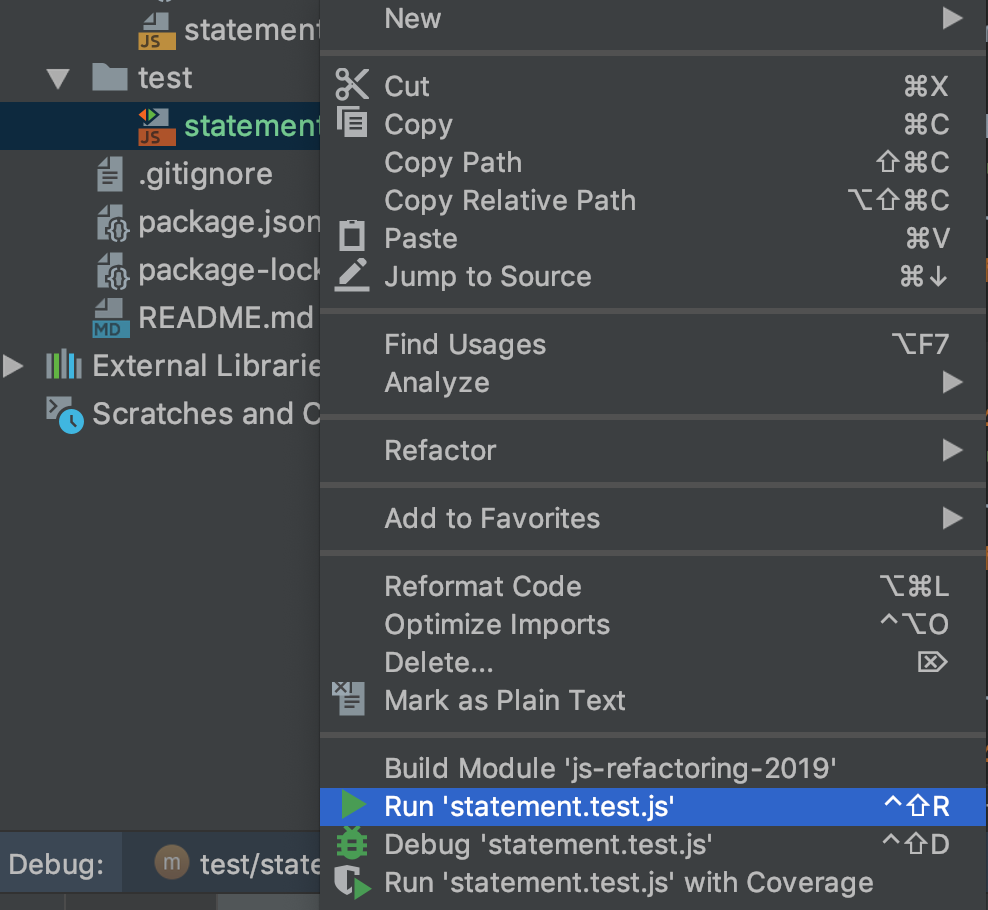 New
JS statement
Cut ⌘X
test
Copy ⌘C
JS statement
Copy Path ⇧⌘C
.gitignore
Copy Relative Path ⌥⇧⌘C
package.json
Paste ⌘V
package-lock
Jump to Source ⌘↓
MD README.md
Find Usages ⌥F7
External Librarie
Analyze
Scratches and C
Refactor
Add to Favorites
Reformat Code ⌥⌘L
Optimize Imports ^⌥O
Delete... ⌦
Mark as Plain Text
Build Module 'js-refactoring-2019'
Run 'statement.test.js' ^⇧R
Debug 'statement.test.js' ^⇧D
Debug: m test/state
Run 'statement.test.js' with Coverage